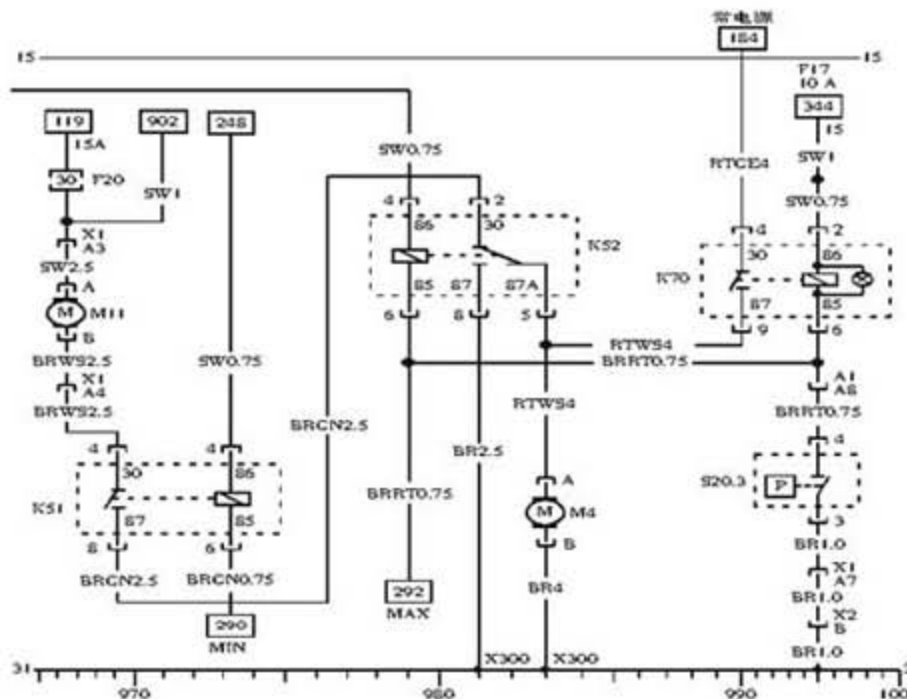 常电源
184
15
15
F17
10 A
344
119
902
248
15A
15
30
F20
SW1
SW0.75
RTCE4
SW1
SW0.75
X1
A3
4
2
86
30
K52
4
2
SW2.5
A
M
M11
B
85
87
87A
30
86
K70
87
85
6
8
5
9
6
BRWS2.5
SW0.75
RTWS4
BRRT0.75
X1
A4
A1
A8
BRWS2.5
BRCN2.5
BR2.5
RTWS4
BRRT0.75
4
4
4
30
86
K51
BRRT0.75
A
S20.3
P
87
85
M
M4
3
8
6
B
BR1.0
BRCN2.5
BRCN0.75
292
MAX
BR4
X1
A7
BR1.0
290
MIN
X2
B
BR1.0
31
X300
X300
31
970
980
990